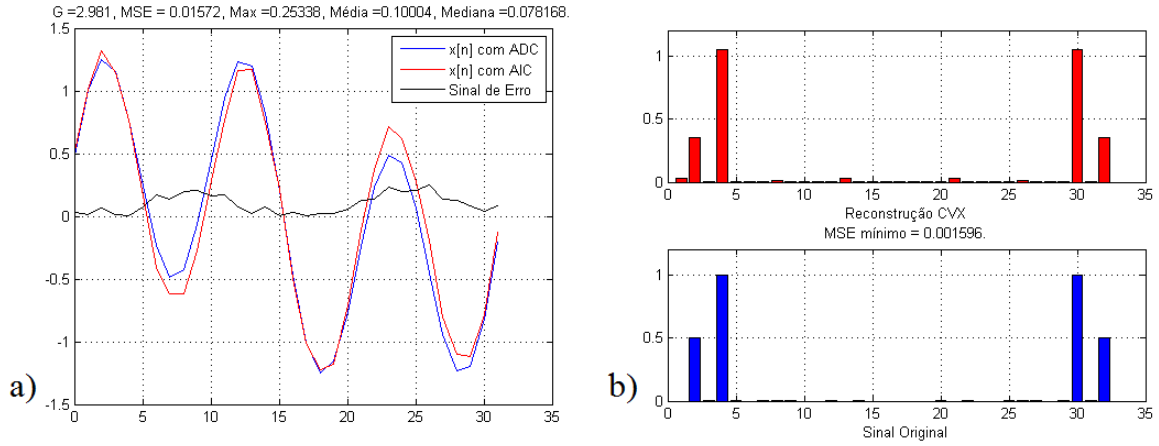 G =2.981, MSE = 0.01572, Max =0.25338, Média =0.10004, Mediana =0.078168.
1.5
1
0.5
0
-0.5
-1
-1.5
0 5 10 15 20 25 30 35
x[n] com ADC
x[n] com AIC
Sinal de Erro
a)
1
0.5
0
0 5 10 15 20 25 30 35
Reconstrução CVX
MSE mínimo = 0.001596.
1
0.5
0
0 5 10 15 20 25 30 35
Sinal Original
b)